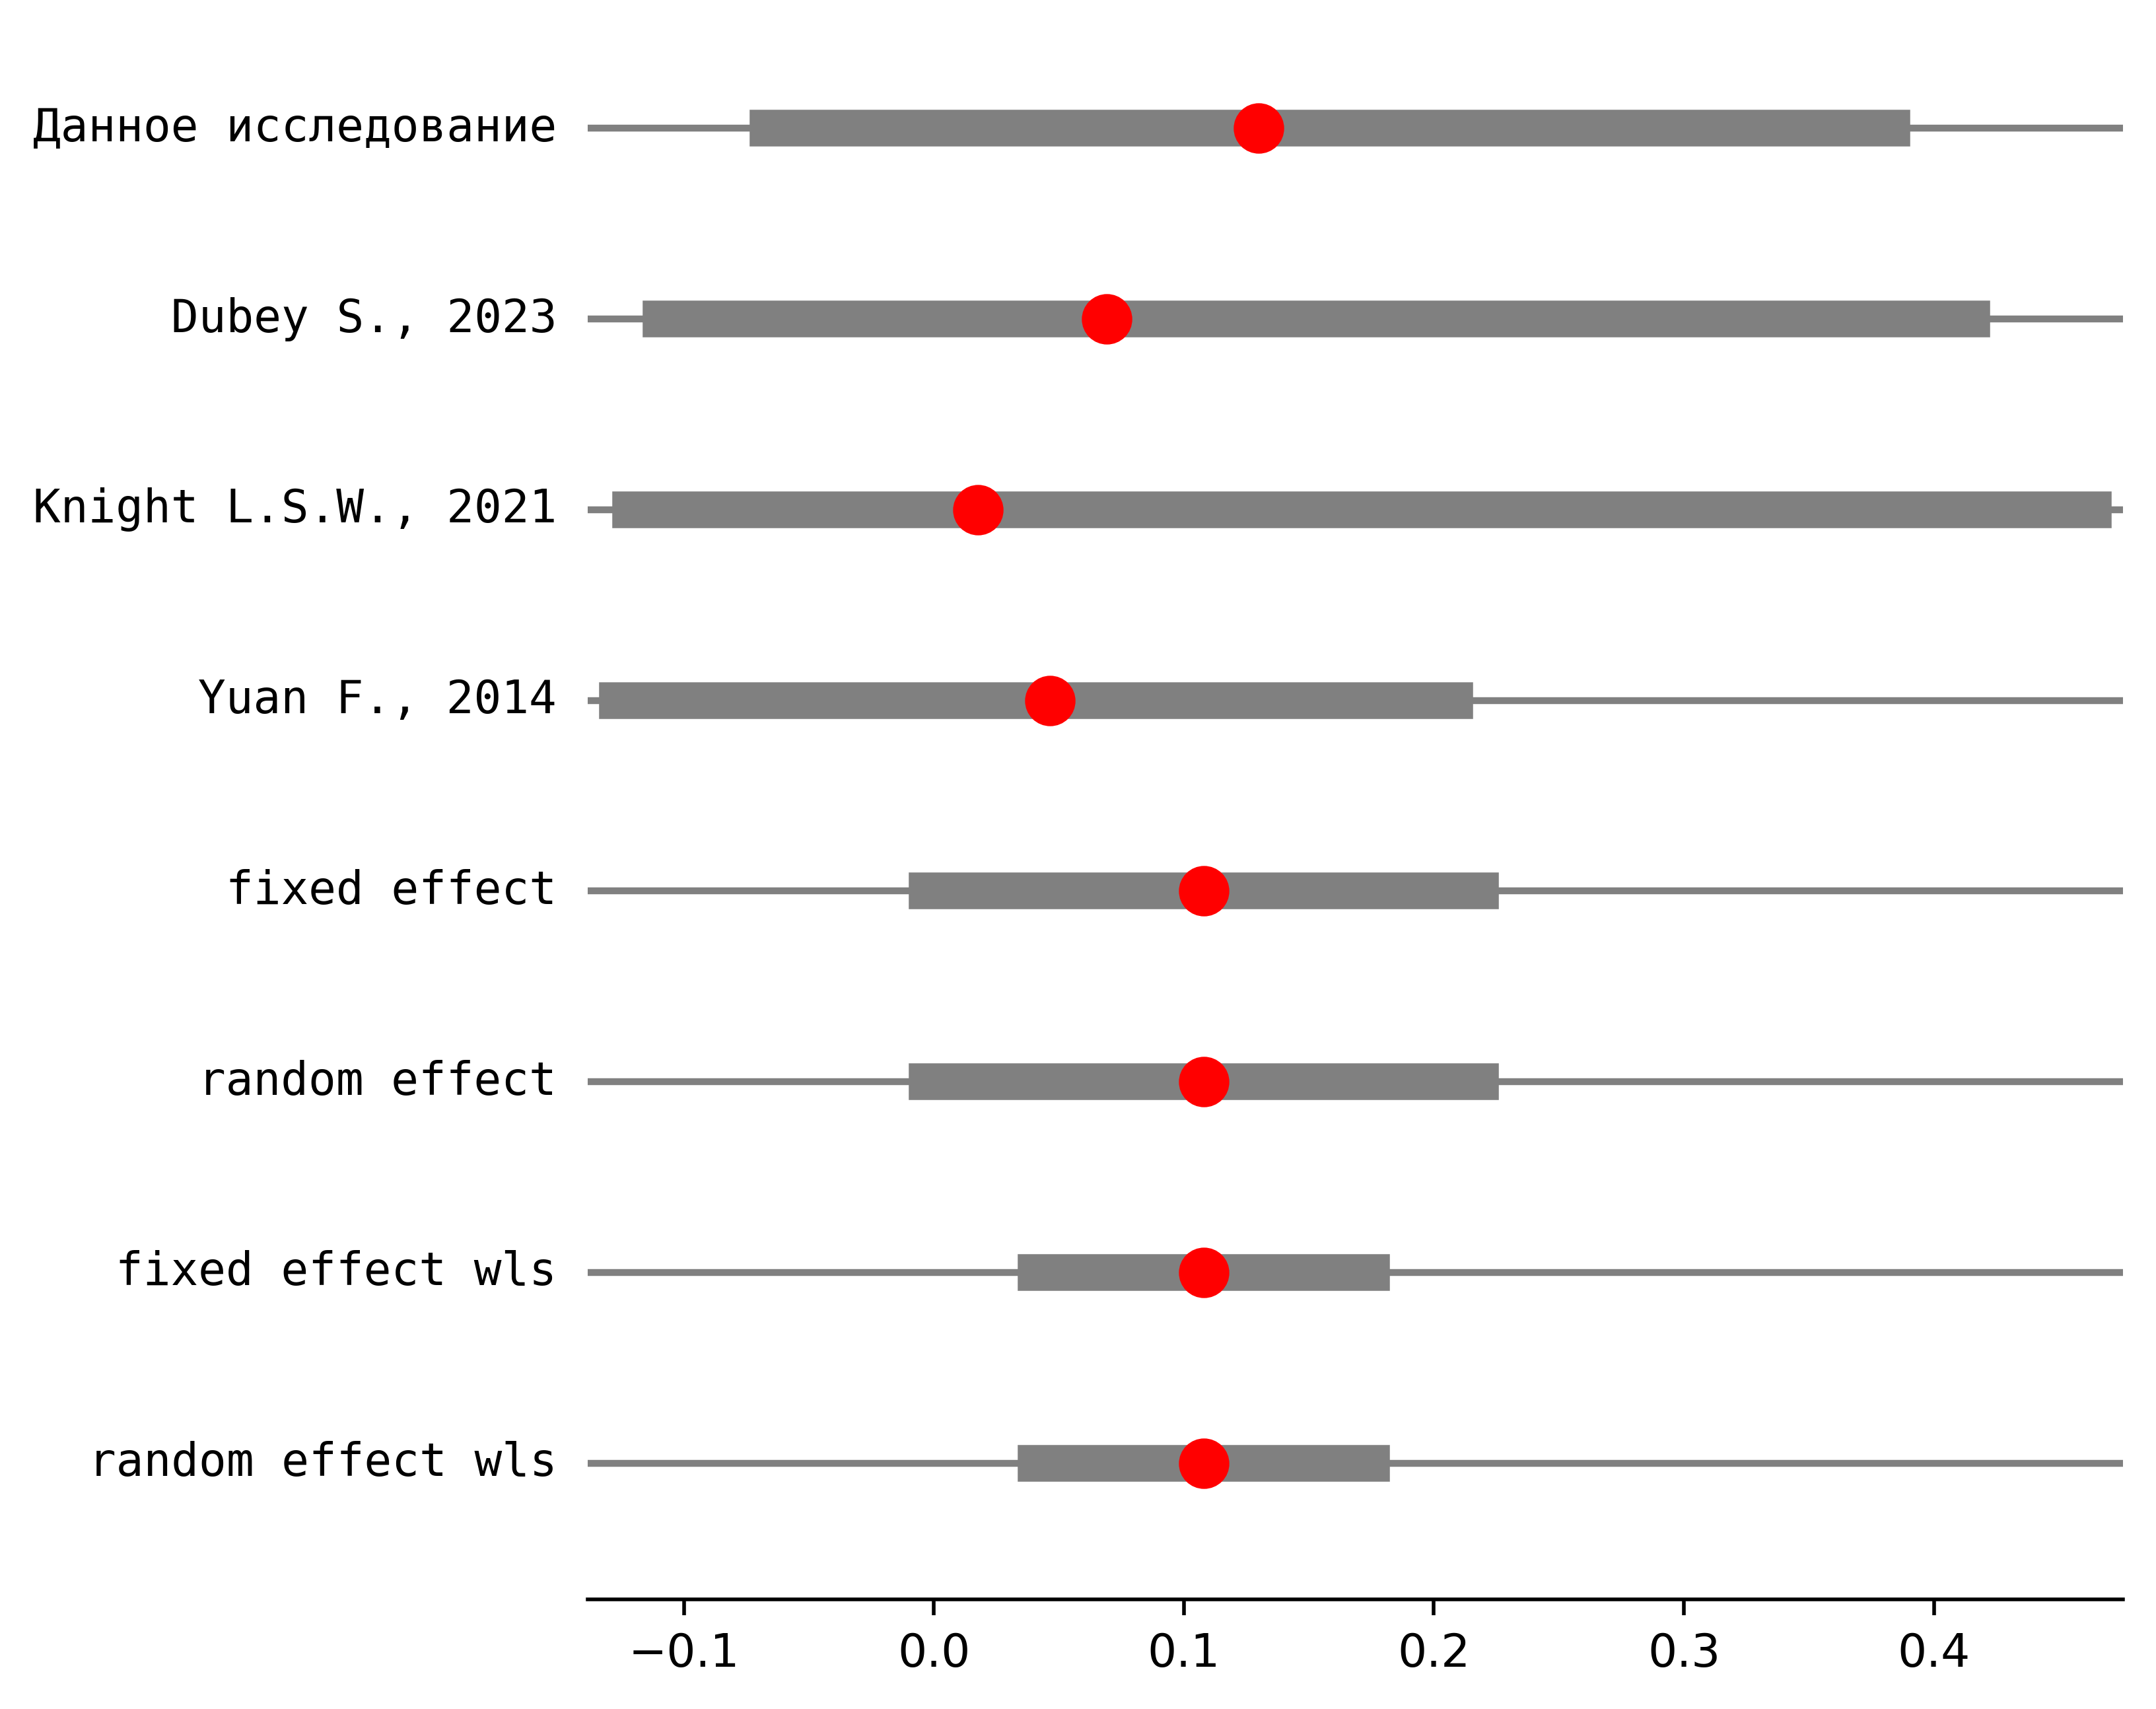 Данное исследование
Dubey S., 2023
Knight L.S.W., 2021
Yuan F., 2014
fixed effect
random effect
fixed effect wls
random effect wls
−0.1 0.0 0.1 0.2 0.3 0.4